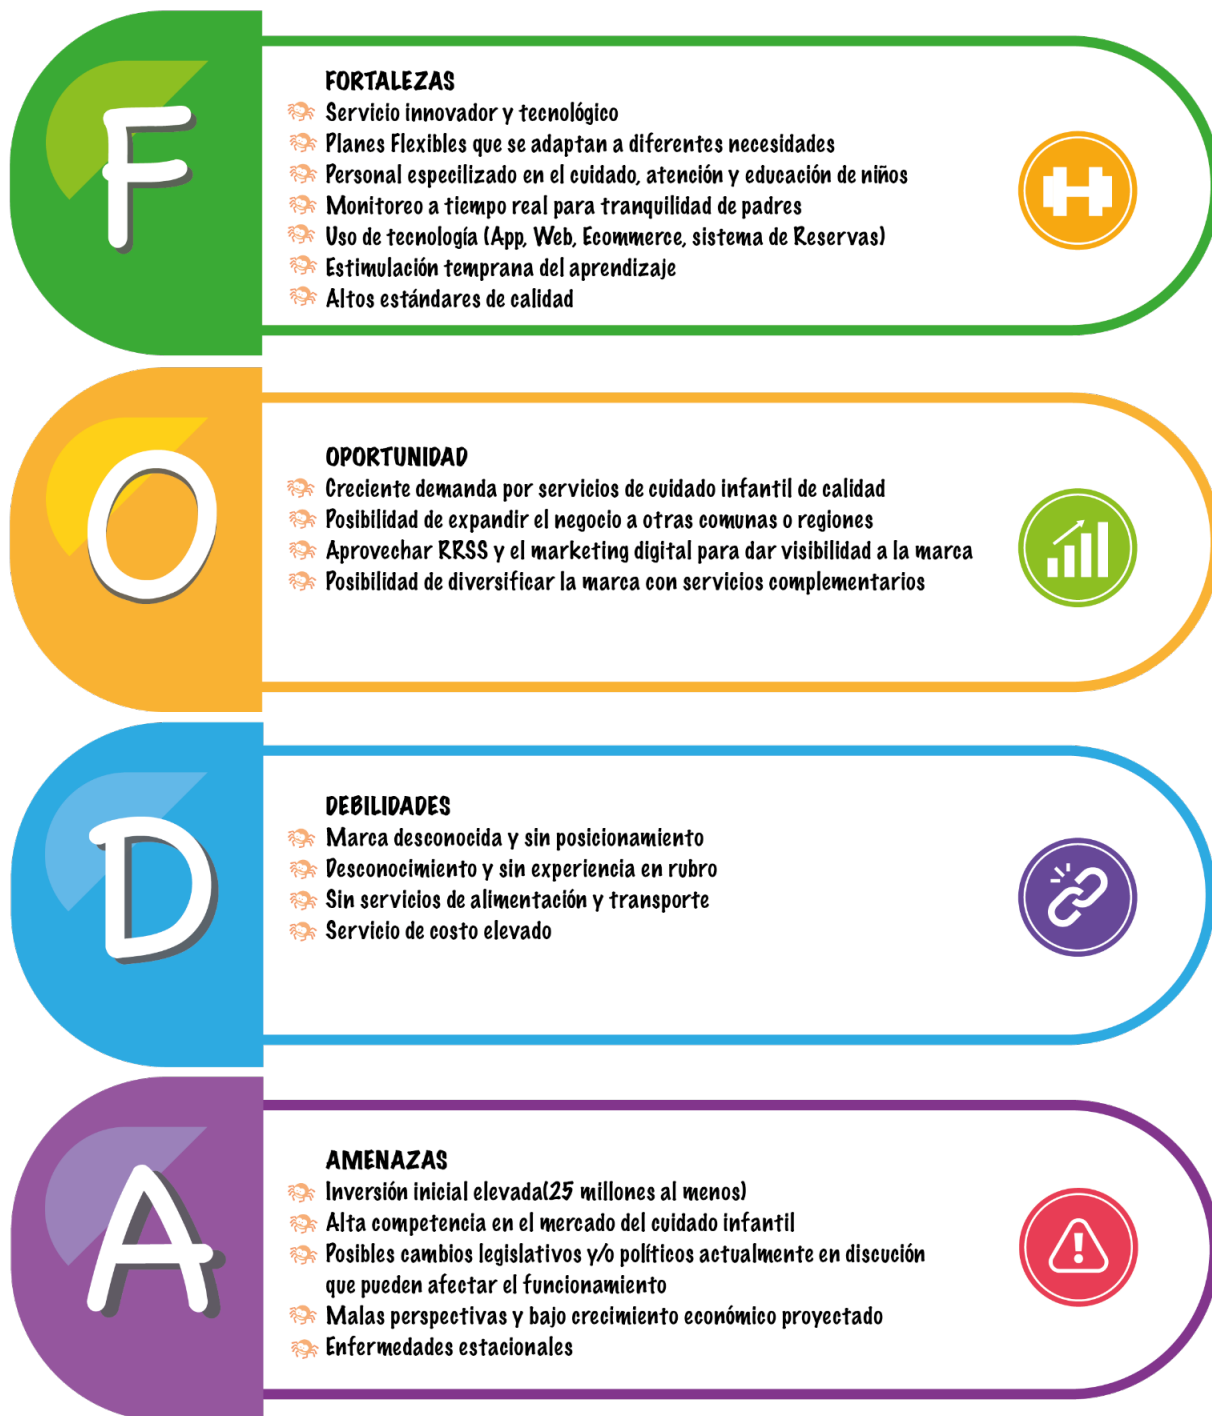 F
FORTALEZAS
Servicio innovador y tecnológico
Planes Flexibles que se adaptan a diferentes necesidades
Personal especilizado en el cuidado, atención y educación de niños
Monitoreo a tiempo real para tranquilidad de padres
Uso de tecnología (App, Web, Ecommerce, sistema de Reservas)
Estimulación temprana del aprendizaje
Altos estándares de calidad
O
OPORTUNIDAD
Creciente demanda por servicios de cuidado infantil de calidad
Posibilidad de expandir el negocio a otras comunas o regiones
Aprovechar RRSS y el marketing digital para dar visibilidad a la marca
Posibilidad de diversificar la marca con servicios complementarios
D
DEBILIDADES
Marca desconocida y sin posicionamiento
Desconocimiento y sin experiencia en rubro
Sin servicios de alimentación y transporte
Servicio de costo elevado
A
AMENAZAS
Inversión inicial elevada(25 millones al menos)
Alta competencia en el mercado del cuidado infantil
Posibles cambios legislativos y/o políticos actualmente en discución
que pueden afectar el funcionamiento
Malas perspectivas y bajo crecimiento económico proyectado
Enfermedades estacionales